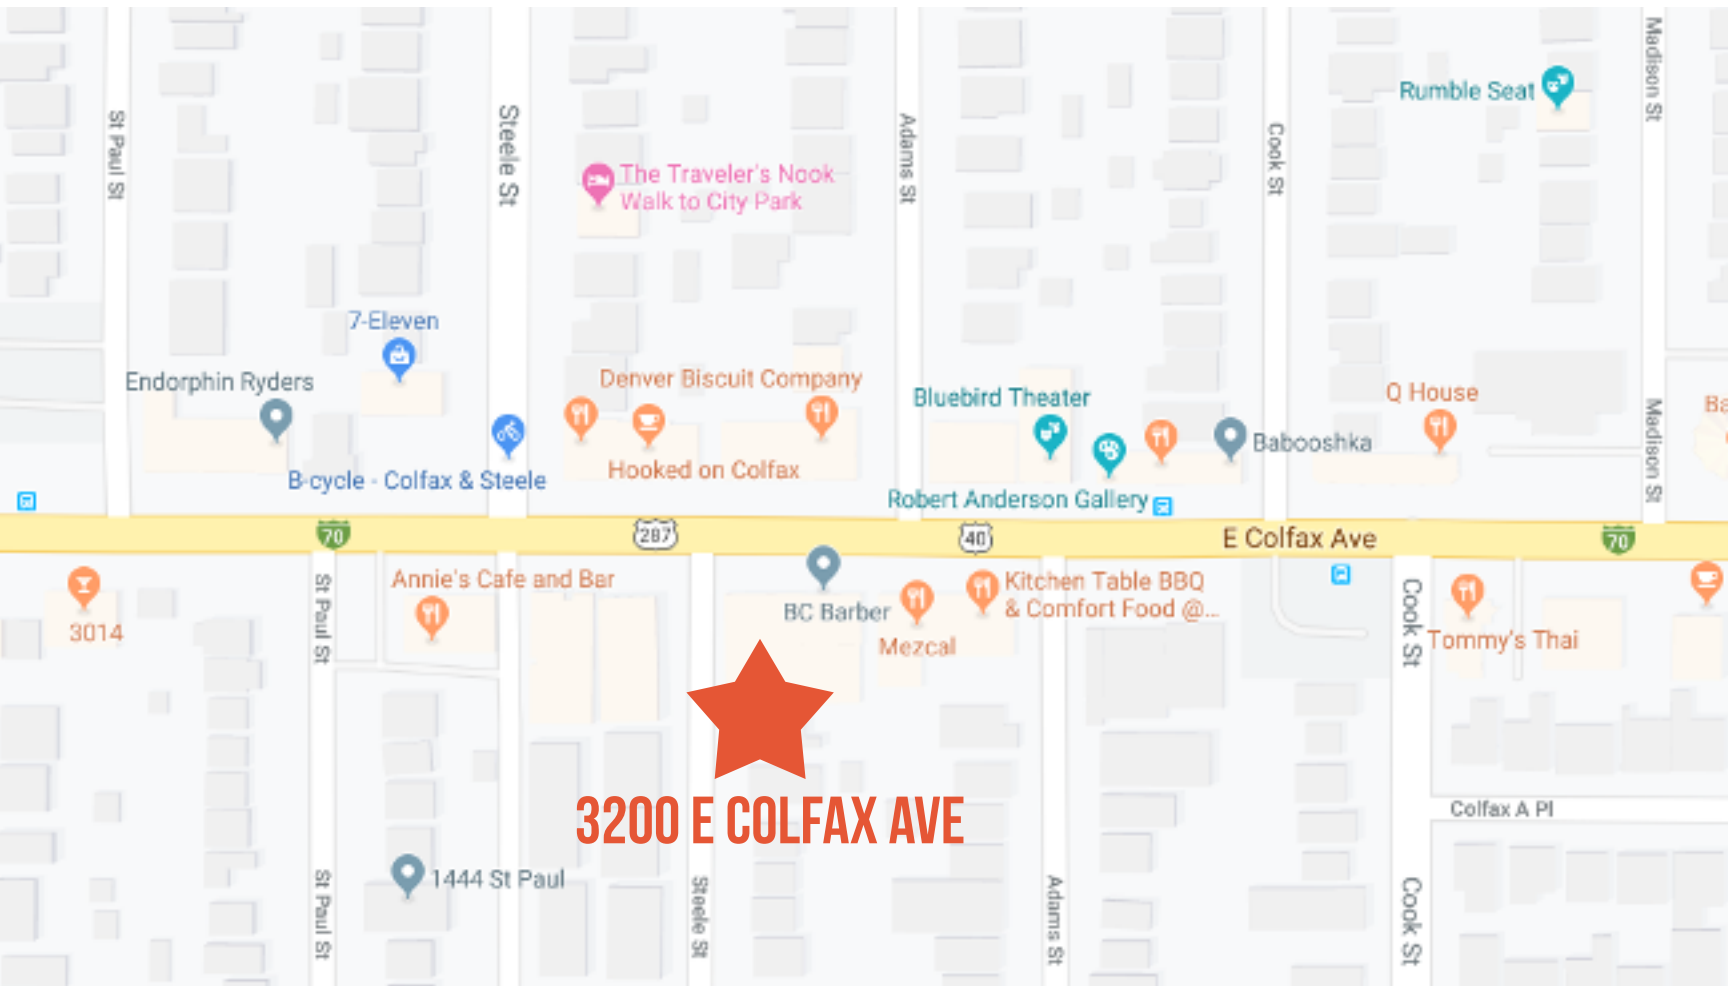 Madison St
Rumble Seat
St Paul St
Steele St
Adams St
Cook St
The Traveler's Nook
Walk to City Park
7-Eleven
Endorphin Ryders
Denver Biscuit Company
Bluebird Theater
Q House
Ba
Babooshka
Madison St
B-cycle - Colfax & Steele
Hooked on Colfax
Robert Anderson Gallery
70
287
40
E Colfax Ave
70
3014
St Paul St
Annie's Cafe and Bar
BC Barber
Mezcal
Kitchen Table BBQ
& Comfort Food @...
Cook St
Tommy's Thai
3200 E COLFAX AVE
Colfax A Pl
1444 St Paul
St Paul St
Steele St
Adams St
Cook St